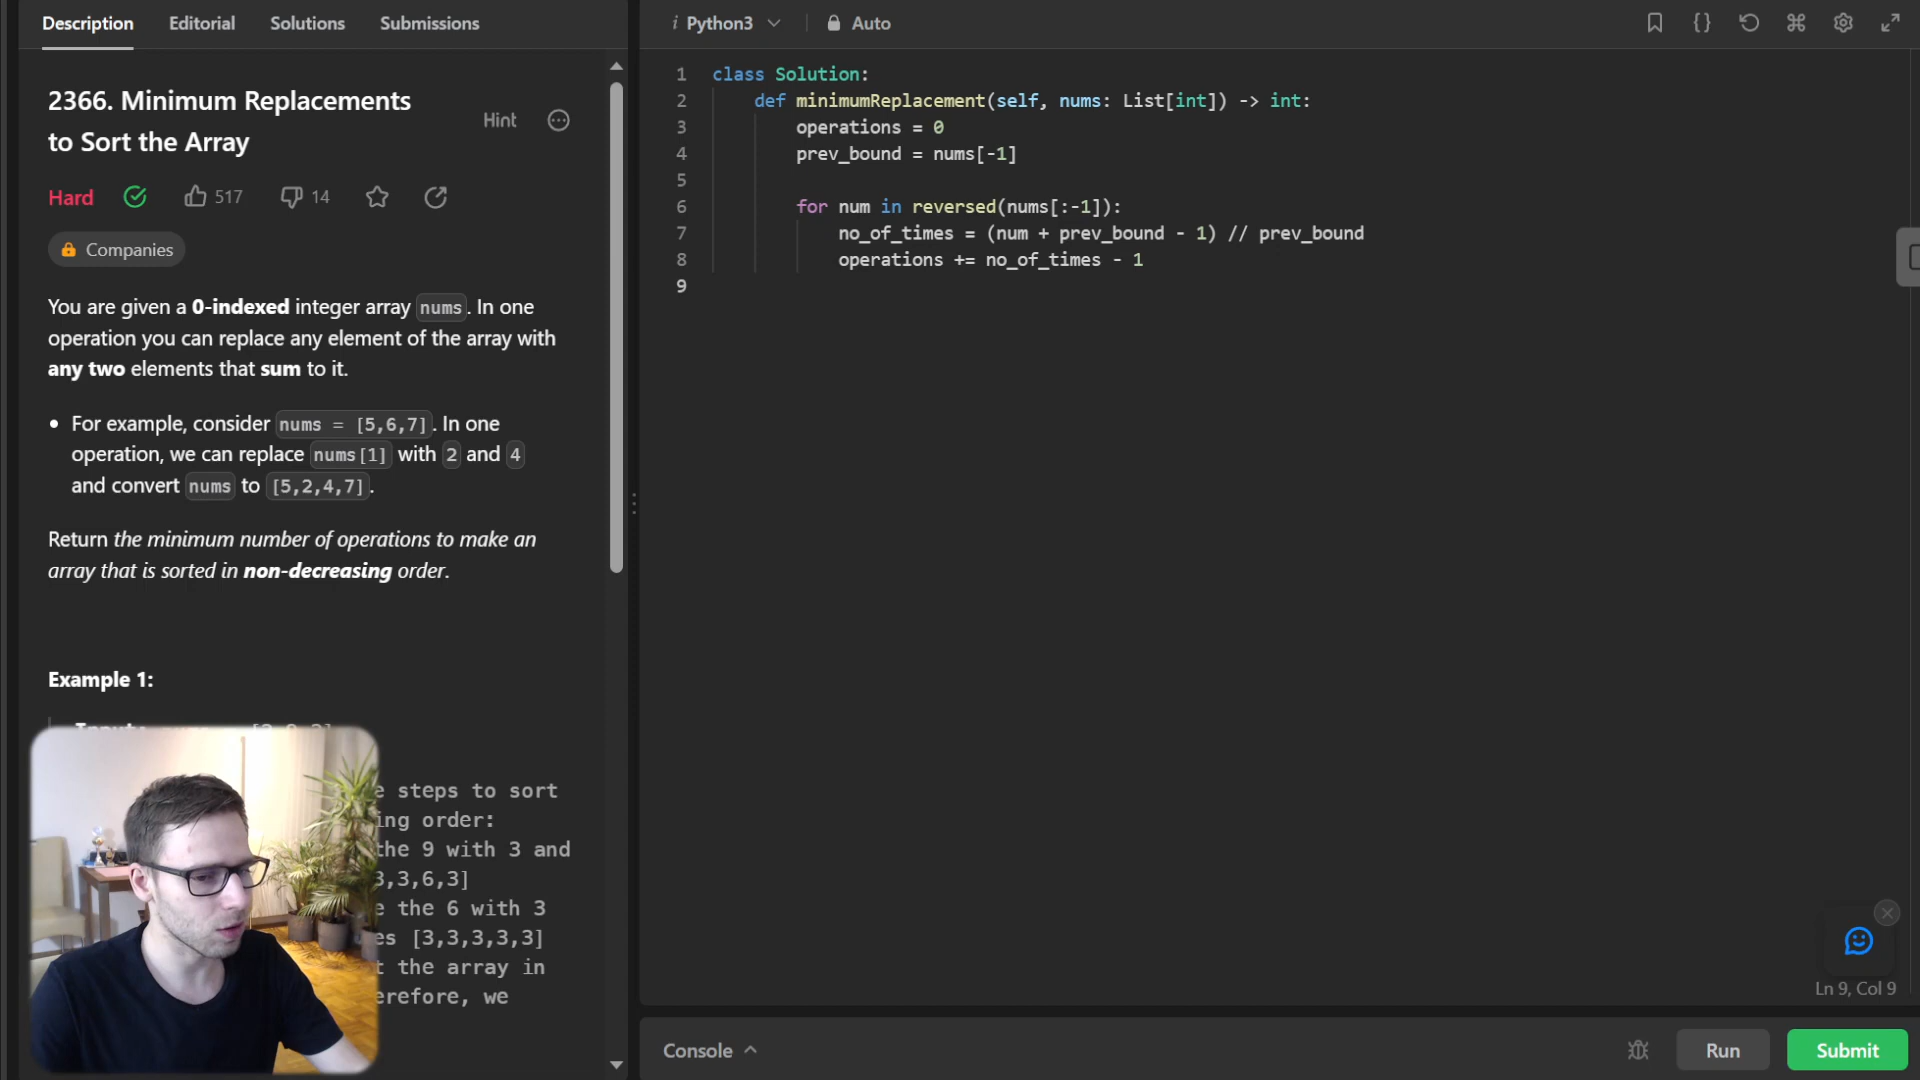 Description Editorial Solutions Submissions
2366. Minimum Replacements
to Sort the Array
Hint
Hard 517 14
Companies
You are given a 0-indexed integer array nums. In one
operation you can replace any element of the array with
any two elements that sum to it.
• For example, consider nums = [5,6,7]. In one
operation, we can replace nums[1] with 2 and 4
and convert nums to [5,2,4,7].
Return the minimum number of operations to make an
array that is sorted in non-decreasing order.
Example 1:
steps to sort
ing order:
the 9 with 3 and
3,3,6,3]
the 6 with 3
es [3,3,3,3,3]
the array in
erefore, we
i Python3 Auto
1 class Solution:
2 def minimumReplacement(self, nums: List[int]) -> int:
3 operations = 0
4 prev_bound = nums[-1]
5
6 for num in reversed(nums[:-1]):
7 no_of_times = (num + prev_bound - 1) // prev_bound
8 operations += no_of_times - 1
9
Ln 9, Col 9
Console Run Submit